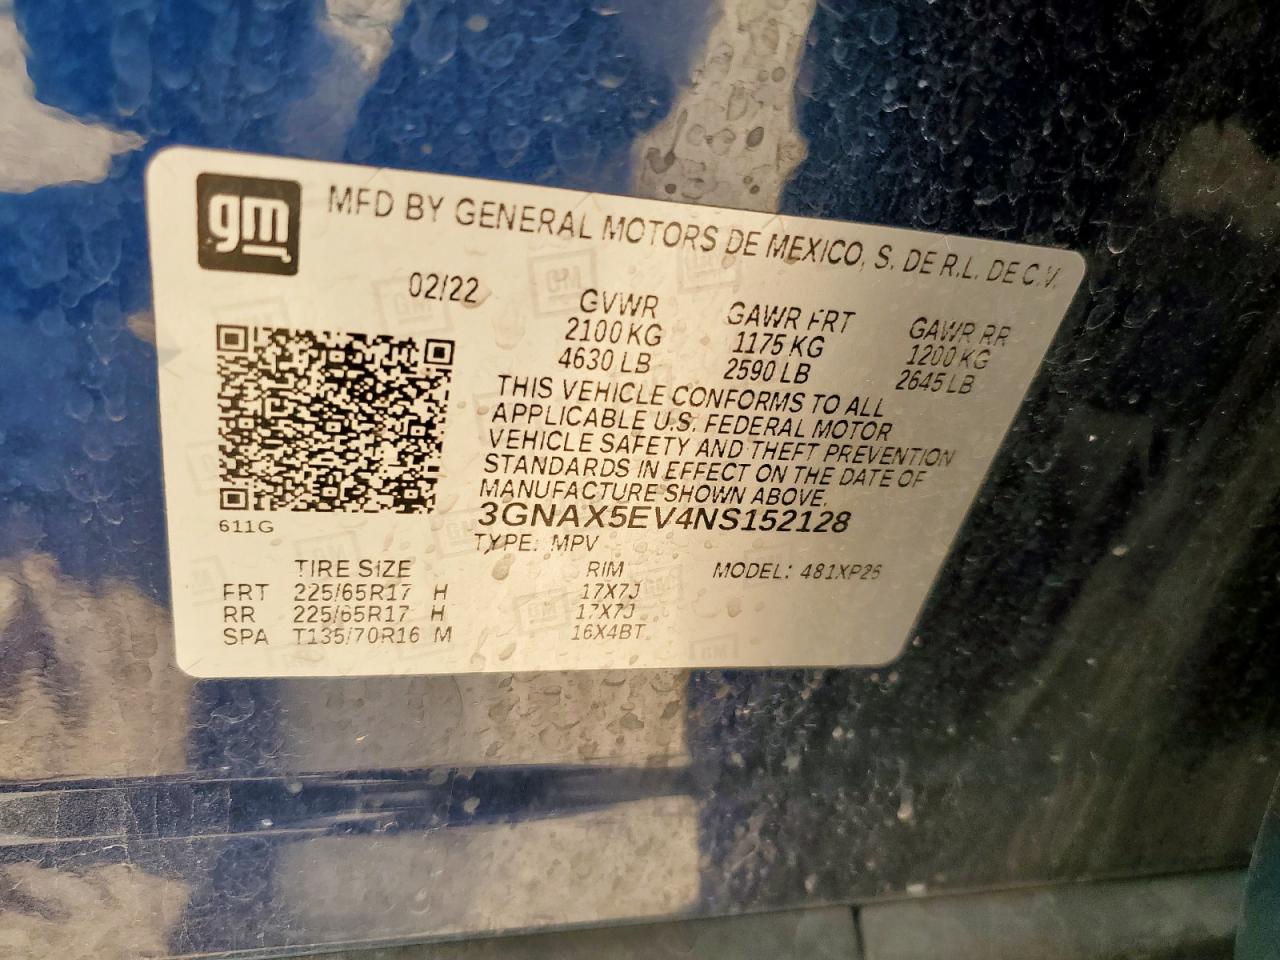 gm
MFD BY GENERAL MOTORS DE MEXICO, S. DE R.L. DE C.V.
02/22
GVWR GAWR FRT GAWR RR
2100 KG 1175 KG 1200 KG
4630 LB 2590 LB 2645 LB
THIS VEHICLE CONFORMS TO ALL
APPLICABLE U.S. FEDERAL MOTOR
VEHICLE SAFETY AND THEFT PREVENTION
STANDARDS IN EFFECT ON THE DATE OF
MANUFACTURE SHOWN ABOVE.
3GNAX5EV4NS152128
611G
TYPE: MPV
TIRE SIZE RIM MODEL: 481XP26
FRT 225/65R17 H 17X7J
RR 225/65R17 H 17X7J
SPA T135/70R16 M 16X4BT